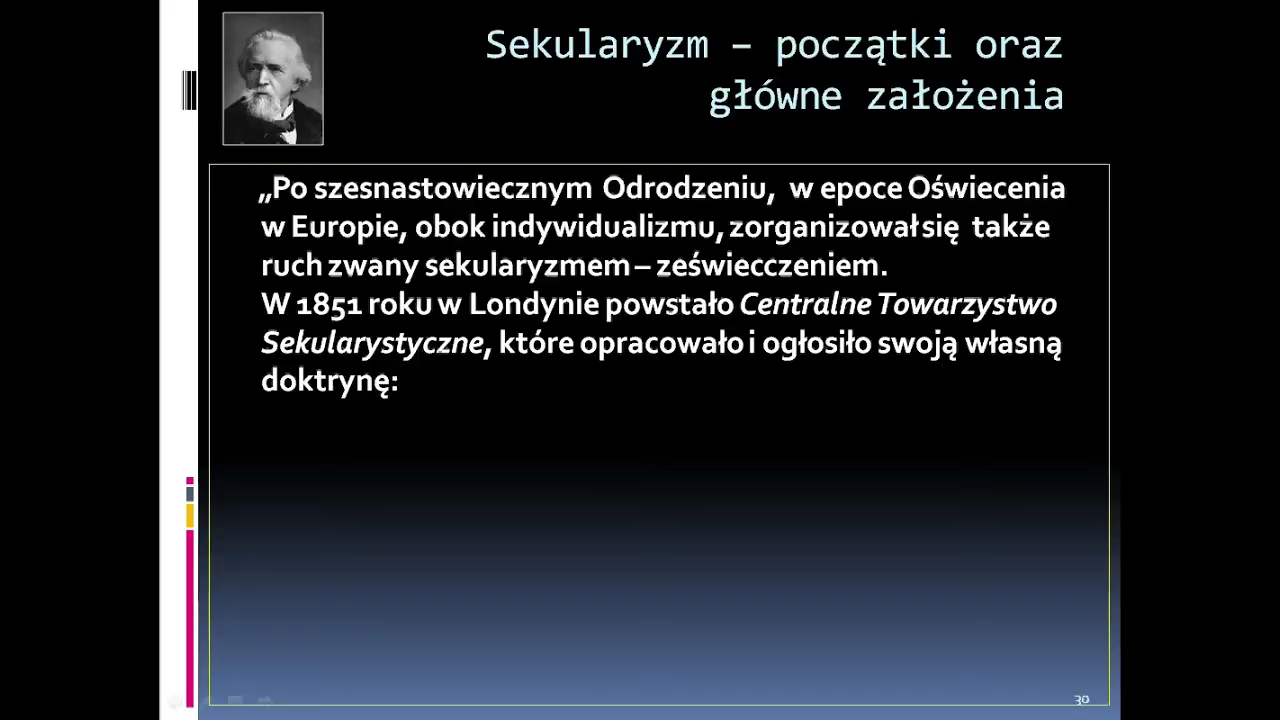 Sekularyzm – początki oraz
główne założenia
„Po szesnastowiecznym Odrodzeniu, w epoce Oświecenia
w Europie, obok indywidualizmu, zorganizował się także
ruch zwany sekularyzmem – zeświecczeniem.
W 1851 roku w Londynie powstało Centralne Towarzystwo
Sekularystyczne, które opracowało i ogłosiło swoją własną
doktrynę:
30